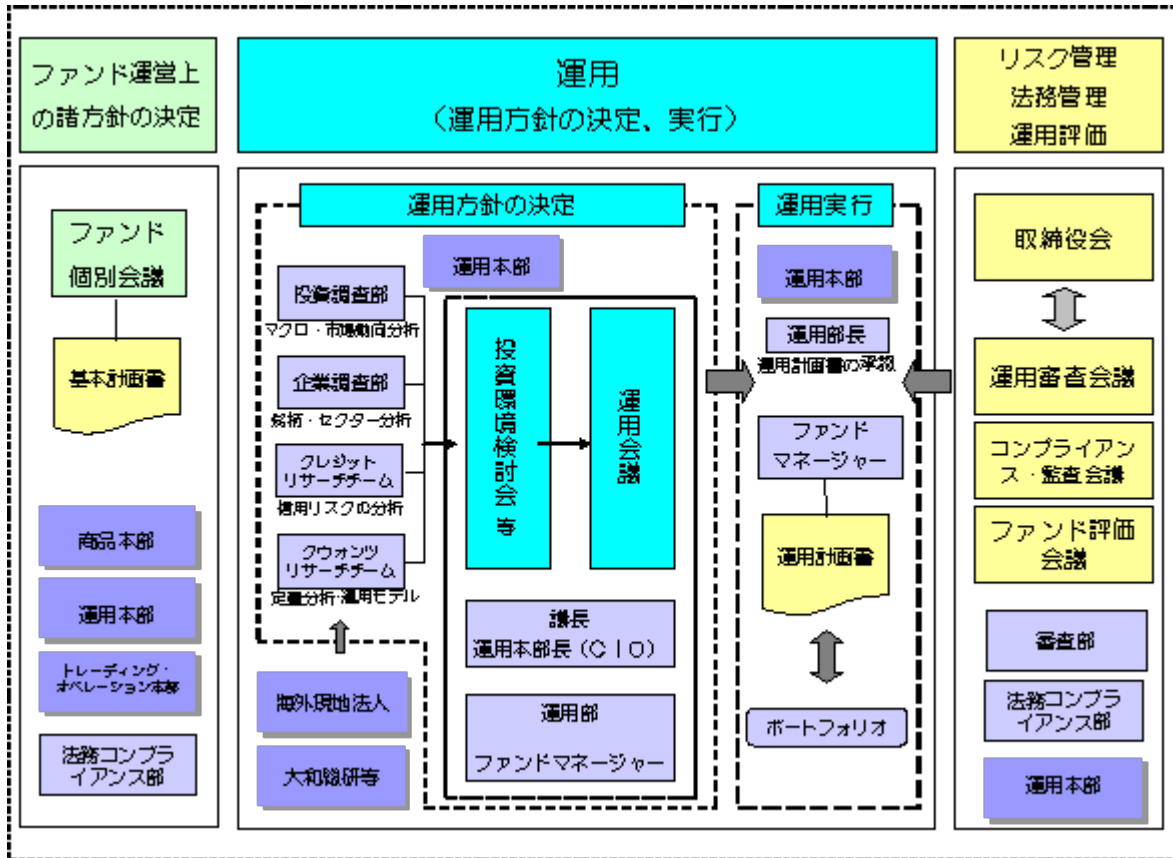 ファンド運営上
の諸方針の決定
運用
（運用方針の決定、実行）
リスク管理
法務管理
運用評価
ファンド
個別会議
基本計画書
商品本部
運用本部
トレーディング・
オペレーション本部
法務コンプラ
イアンス部
運用方針の決定
運用本部
投資調査部
マクロ・市場動向分析
企業調査部
銘柄・セクター分析
クレジット
リサーチチーム
信用リスクの分析
クウォンツ
リサーチチーム
定量分析・運用モデル
海外現地法人
大和総研等
投資環境検討会 等
運用会議
議長
運用本部長（ＣＩＯ）
運用部
ファンドマネージャー
運用実行
運用本部
運用部長
運用計画書の承認
ファンド
マネージャー
運用計画書
ポートフォリオ
取締役会
運用審査会議
コンプライアン
ス・監査会議
ファンド評価
会議
審査部
法務コンプラ
イアンス部
運用本部